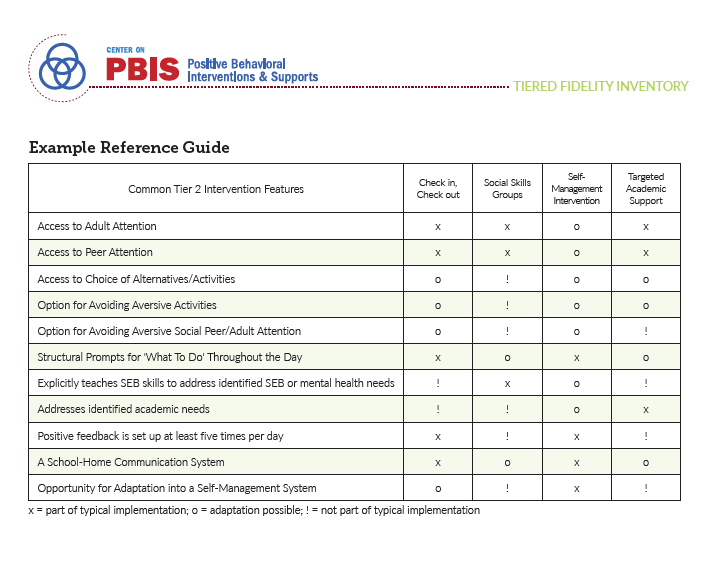 CENTER ON
PBIS Positive Behavioral
Interventions & Supports
TIERED FIDELITY INVENTORY
Example Reference Guide
Common Tier 2 Intervention Features Check in, Check out Social Skills Groups Self-Management Intervention Targeted Academic Support
Access to Adult Attention x x o x
Access to Peer Attention x x o x
Access to Choice of Alternatives/Activities o ! o o
Option for Avoiding Aversive Activities o ! o o
Option for Avoiding Aversive Social Peer/Adult Attention o ! o !
Structural Prompts for 'What To Do' Throughout the Day x o x o
Explicitly teaches SEB skills to address identified SEB or mental health needs ! x o !
Addresses identified academic needs ! ! o x
Positive feedback is set up at least five times per day x ! x !
A School-Home Communication System x o x o
Opportunity for Adaptation into a Self-Management System o ! x !
x = part of typical implementation; o = adaptation possible; ! = not part of typical implementation